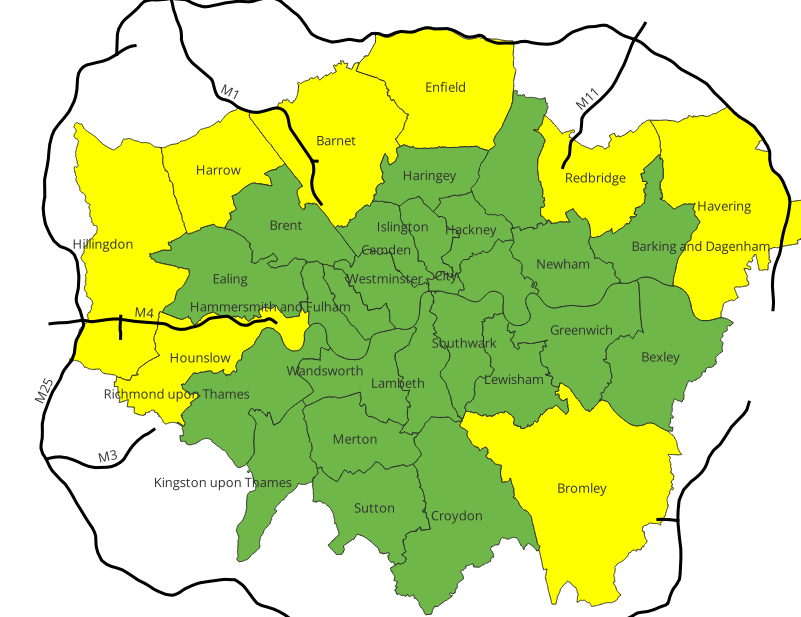 Enfield
M1
M11
Barnet
Harrow
Haringey
Redbridge
Havering
Brent
Islington
Hackney
Hillingdon
Camden
Barking and Dagenham
Newham
Ealing
Westminster
City
Hammersmith and Fulham
M4
Greenwich
Southwark
Hounslow
Bexley
Wandsworth
Lambeth
Lewisham
M25
Richmond upon Thames
Merton
M3
Kingston upon Thames
Bromley
Sutton
Croydon